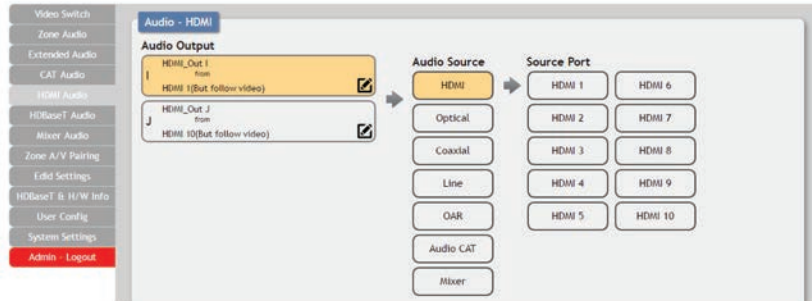 Video Switch
Zone Audio
Extended Audio
CAT Audio
HDMI Audio
HDBaseT Audio
Mixer Audio
Zone A/V Pairing
Edid Settings
HDBaseT & H/W Info
User Config
System Settings
Admin - Logout
Audio - HDMI
Audio Output
HDMI_Out I
I from
HDMI 1(But follow video)
HDMI_Out J
J from
HDMI 10(But follow video)
Audio Source
HDMI
Optical
Coaxial
Line
OAR
Audio CAT
Mixer
Source Port
HDMI 1 HDMI 6
HDMI 2 HDMI 7
HDMI 3 HDMI 8
HDMI 4 HDMI 9
HDMI 5 HDMI 10